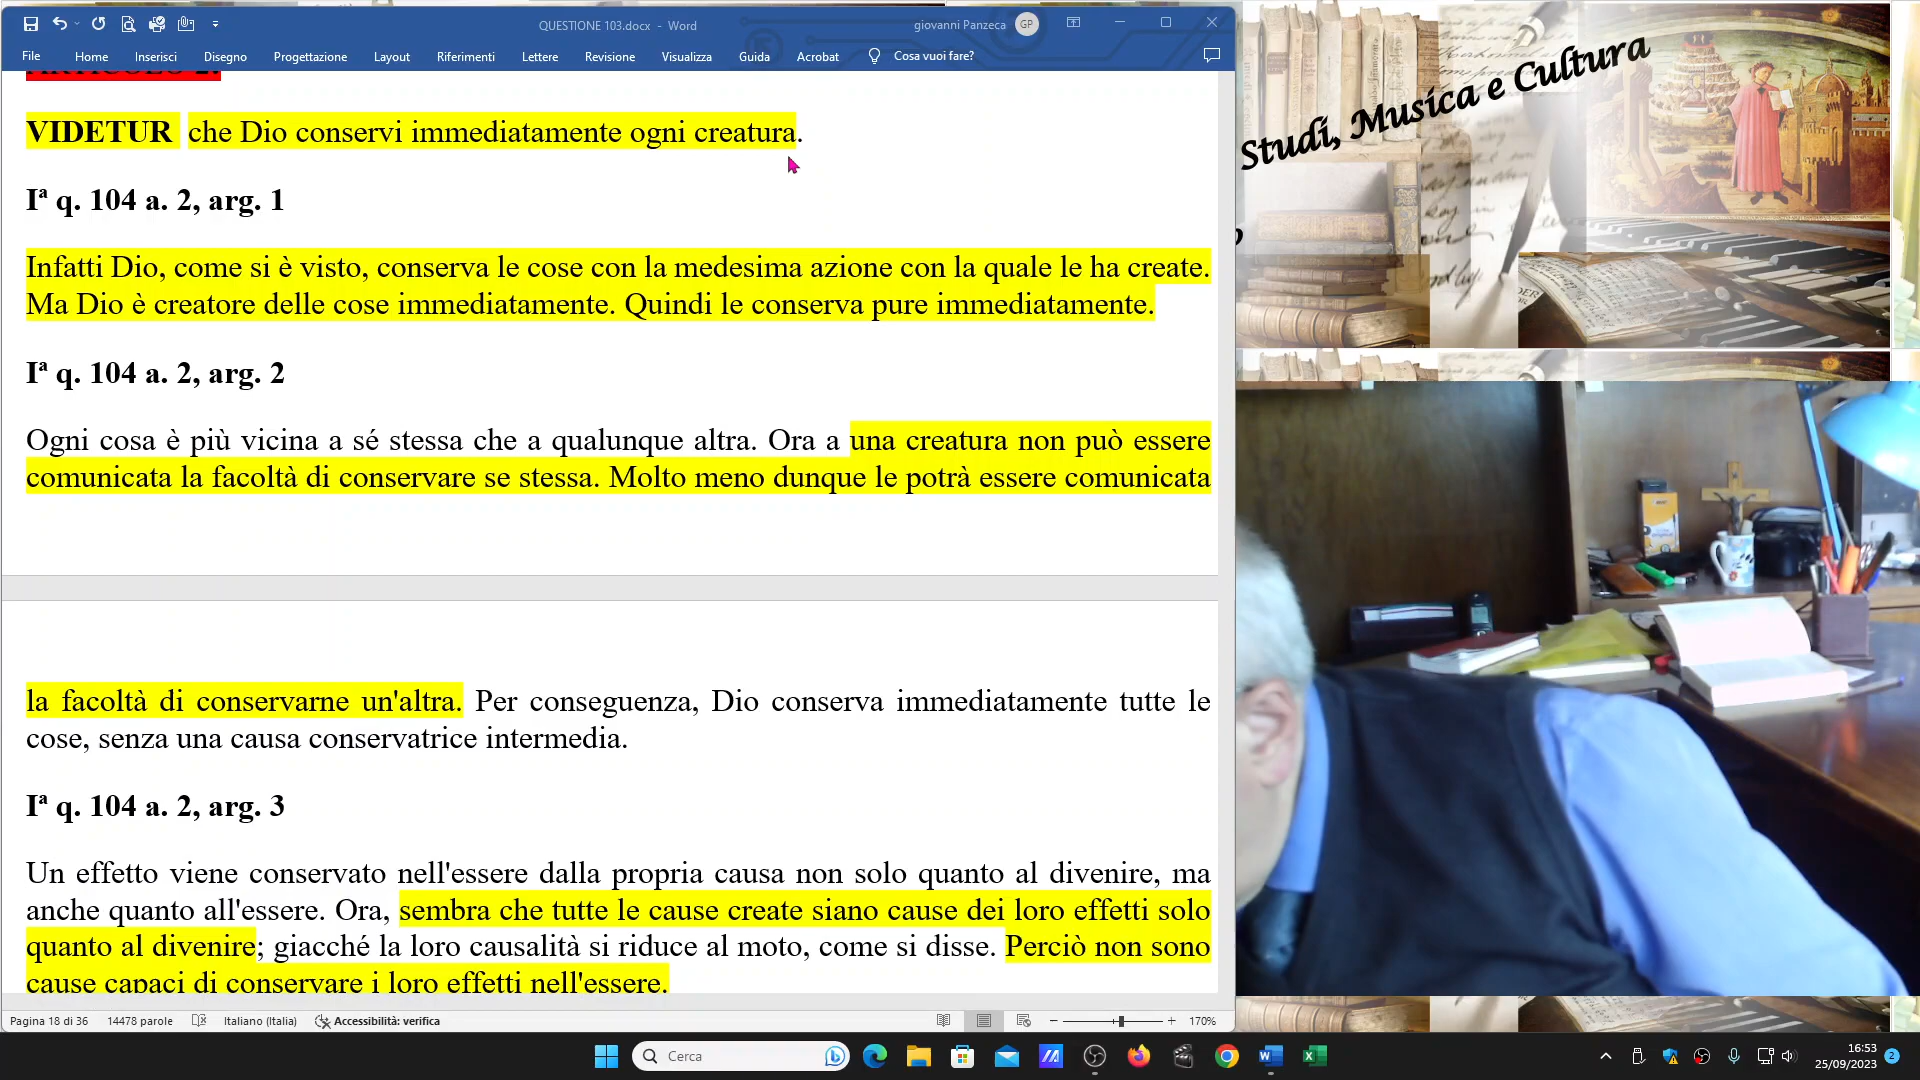 QUESTIONE 103.docx - Word
giovanni Panzeca GP
File Home Inserisci Disegno Progettazione Layout Riferimenti Lettere Revisione Visualizza Guida Acrobat Cosa vuoi fare?
ARTICOLO 2.
VIDETUR che Dio conservi immediatamente ogni creatura.
Iª q. 104 a. 2, arg. 1
Infatti Dio, come si è visto, conserva le cose con la medesima azione con la quale le ha create.
Ma Dio è creatore delle cose immediatamente. Quindi le conserva pure immediatamente.
Iª q. 104 a. 2, arg. 2
Ogni cosa è più vicina a sé stessa che a qualunque altra. Ora a una creatura non può essere
comunicata la facoltà di conservare se stessa. Molto meno dunque le potrà essere comunicata
la facoltà di conservarne un'altra. Per conseguenza, Dio conserva immediatamente tutte le
cose, senza una causa conservatrice intermedia.
Iª q. 104 a. 2, arg. 3
Un effetto viene conservato nell'essere dalla propria causa non solo quanto al divenire, ma
anche quanto all'essere. Ora, sembra che tutte le cause create siano cause dei loro effetti solo
quanto al divenire; giacché la loro causalità si riduce al moto, come si disse. Perciò non sono
cause capaci di conservare i loro effetti nell'essere.
Pagina 18 di 36 14478 parole Italiano (Italia) Accessibilità: verifica 170%
Studi, Musica e Cultura
Cerca
16:53
25/09/2023
2